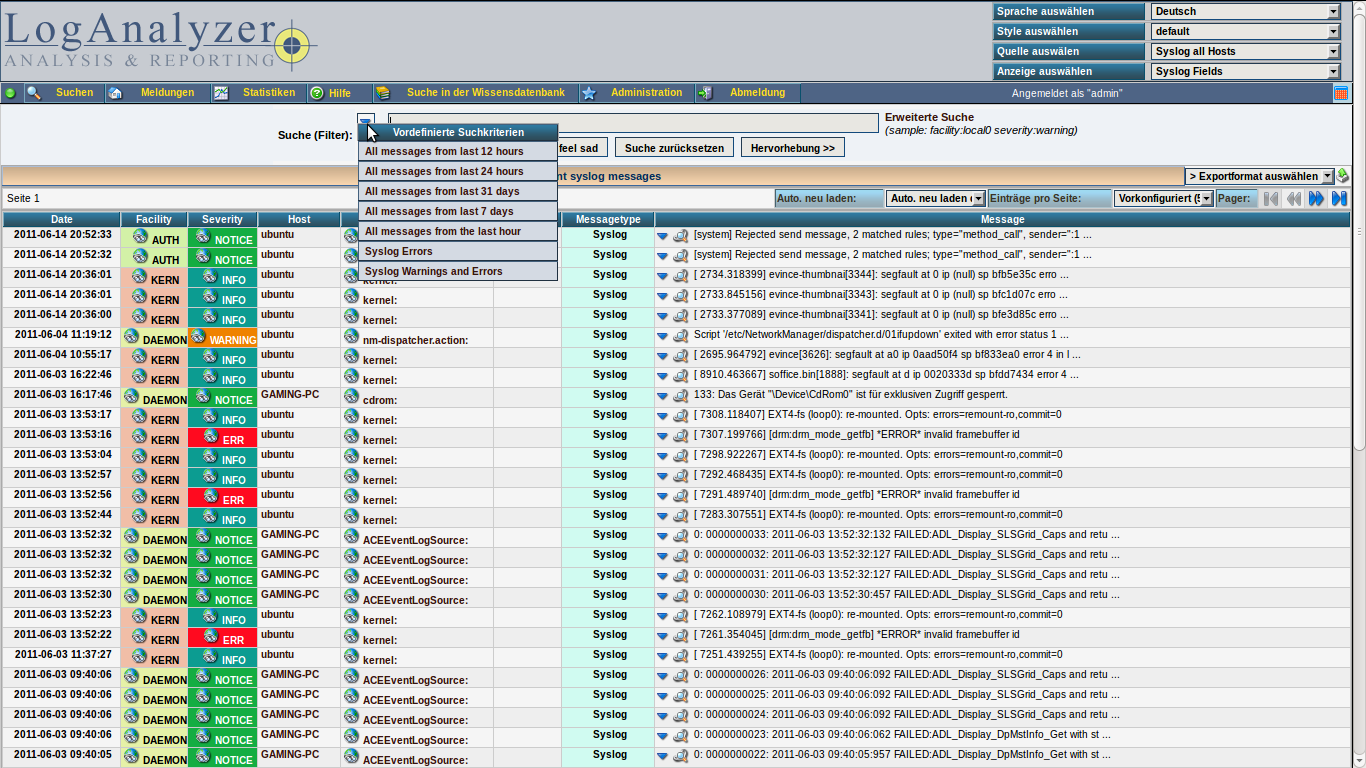 LogAnalyzer
ANALYSIS & REPORTING
Sprache auswählen Deutsch
Style auswählen default
Quelle auswälen Syslog all Hosts
Anzeige auswählen Syslog Fields
Suchen Meldungen Statistiken Hilfe Suche in der Wissensdatenbank Administration Abmeldung Angemeldet als "admin"
Suche (Filter):
Erweiterte Suche
(sample: facility:local0 severity:warning)
feel sad Suche zurücksetzen Hervorhebung >>
Vordefinierte Suchkriterien
All messages from last 12 hours
All messages from last 24 hours
All messages from last 31 days
All messages from last 7 days
All messages from the last hour
Syslog Errors
Syslog Warnings and Errors
syslog messages > Exportformat auswählen
Seite 1 Auto. neu laden: Auto. neu laden Einträge pro Seite: Vorkonfiguriert Pager:
Date Facility Severity Host Messagetype Message
2011-06-14 20:52:33 AUTH NOTICE ubuntu Syslog [system] Rejected send message, 2 matched rules; type="method_call", sender=":1 ...
2011-06-14 20:52:32 AUTH NOTICE ubuntu Syslog [system] Rejected send message, 2 matched rules; type="method_call", sender=":1 ...
2011-06-14 20:36:01 KERN INFO ubuntu Syslog [ 2734.318399] evince-thumbnai[3344]: segfault at 0 ip (null) sp bfb5e35c erro ...
2011-06-14 20:36:01 KERN INFO ubuntu kernel: Syslog [ 2733.845156] evince-thumbnai[3343]: segfault at 0 ip (null) sp bfc1d07c erro ...
2011-06-14 20:36:00 KERN INFO ubuntu kernel: Syslog [ 2733.377089] evince-thumbnai[3341]: segfault at 0 ip (null) sp bfe3d85c erro ...
2011-06-04 11:19:12 DAEMON WARNING ubuntu nm-dispatcher.action: Syslog Script '/etc/NetworkManager/dispatcher.d/01ifupdown' exited with error status 1 ...
2011-06-04 10:55:17 KERN INFO ubuntu kernel: Syslog [ 2695.964792] evince[3626]: segfault at a0 ip 0aad50f4 sp bf833ea0 error 4 in l ...
2011-06-03 16:22:46 KERN INFO ubuntu kernel: Syslog [ 8910.463667] soffice.bin[1888]: segfault at d ip 0020333d sp bfdd7434 error 4 ...
2011-06-03 16:17:46 DAEMON NOTICE GAMING-PC cdrom: Syslog 133: Das Gerät "\Device\CdRom0" ist für exklusiven Zugriff gesperrt.
2011-06-03 13:53:17 KERN INFO ubuntu kernel: Syslog [ 7308.118407] EXT4-fs (loop0): re-mounted. Opts: errors=remount-ro,commit=0
2011-06-03 13:53:16 KERN ERR ubuntu kernel: Syslog [ 7307.199766] [drm:drm_mode_getfb] *ERROR* invalid framebuffer id
2011-06-03 13:53:04 KERN INFO ubuntu kernel: Syslog [ 7298.922267] EXT4-fs (loop0): re-mounted. Opts: errors=remount-ro,commit=0
2011-06-03 13:52:57 KERN INFO ubuntu kernel: Syslog [ 7292.468435] EXT4-fs (loop0): re-mounted. Opts: errors=remount-ro,commit=0
2011-06-03 13:52:56 KERN ERR ubuntu kernel: Syslog [ 7291.489740] [drm:drm_mode_getfb] *ERROR* invalid framebuffer id
2011-06-03 13:52:44 KERN INFO ubuntu kernel: Syslog [ 7283.307551] EXT4-fs (loop0): re-mounted. Opts: errors=remount-ro,commit=0
2011-06-03 13:52:32 DAEMON NOTICE GAMING-PC ACEEventLogSource: Syslog 0: 0000000033: 2011-06-03 13:52:32:132 FAILED:ADL_Display_SLSGrid_Caps and retu ...
2011-06-03 13:52:32 DAEMON NOTICE GAMING-PC ACEEventLogSource: Syslog 0: 0000000032: 2011-06-03 13:52:32:127 FAILED:ADL_Display_SLSGrid_Caps and retu ...
2011-06-03 13:52:32 DAEMON NOTICE GAMING-PC ACEEventLogSource: Syslog 0: 0000000031: 2011-06-03 13:52:32:127 FAILED:ADL_Display_SLSGrid_Caps and retu ...
2011-06-03 13:52:30 DAEMON NOTICE GAMING-PC ACEEventLogSource: Syslog 0: 0000000030: 2011-06-03 13:52:30:457 FAILED:ADL_Display_SLSGrid_Caps and retu ...
2011-06-03 13:52:23 KERN INFO ubuntu kernel: Syslog [ 7262.108979] EXT4-fs (loop0): re-mounted. Opts: errors=remount-ro,commit=0
2011-06-03 13:52:22 KERN ERR ubuntu kernel: Syslog [ 7261.354045] [drm:drm_mode_getfb] *ERROR* invalid framebuffer id
2011-06-03 11:37:27 KERN INFO ubuntu kernel: Syslog [ 7251.439255] EXT4-fs (loop0): re-mounted. Opts: errors=remount-ro,commit=0
2011-06-03 09:40:06 DAEMON NOTICE GAMING-PC ACEEventLogSource: Syslog 0: 0000000026: 2011-06-03 09:40:06:092 FAILED:ADL_Display_SLSGrid_Caps and retu ...
2011-06-03 09:40:06 DAEMON NOTICE GAMING-PC ACEEventLogSource: Syslog 0: 0000000025: 2011-06-03 09:40:06:092 FAILED:ADL_Display_SLSGrid_Caps and retu ...
2011-06-03 09:40:06 DAEMON NOTICE GAMING-PC ACEEventLogSource: Syslog 0: 0000000024: 2011-06-03 09:40:06:092 FAILED:ADL_Display_SLSGrid_Caps and retu ...
2011-06-03 09:40:06 DAEMON NOTICE GAMING-PC ACEEventLogSource: Syslog 0: 0000000023: 2011-06-03 09:40:06:062 FAILED:ADL_Display_DpMstInfo_Get with st ...
2011-06-03 09:40:05 DAEMON NOTICE GAMING-PC ACEEventLogSource: Syslog 0: 0000000022: 2011-06-03 09:40:05:957 FAILED:ADL_Display_DpMstInfo_Get with st ...